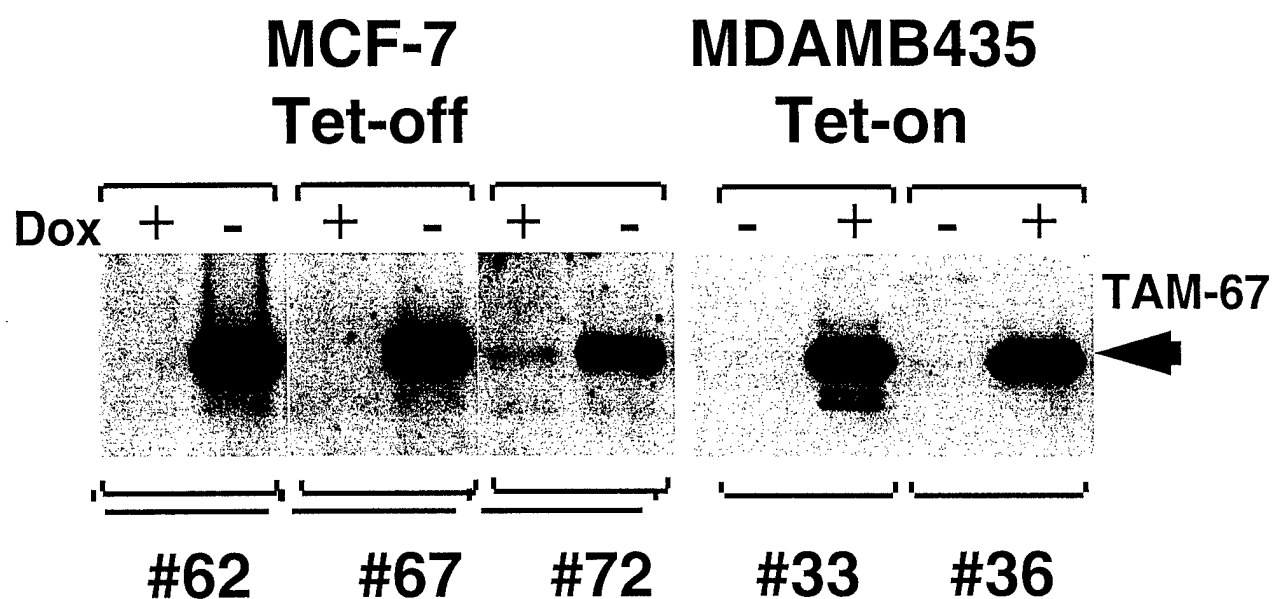 MCF-7 MDAMB435
Tet-off Tet-on
Dox + - + - + - - + - +
TAM-67
#62 #67 #72 #33 #36